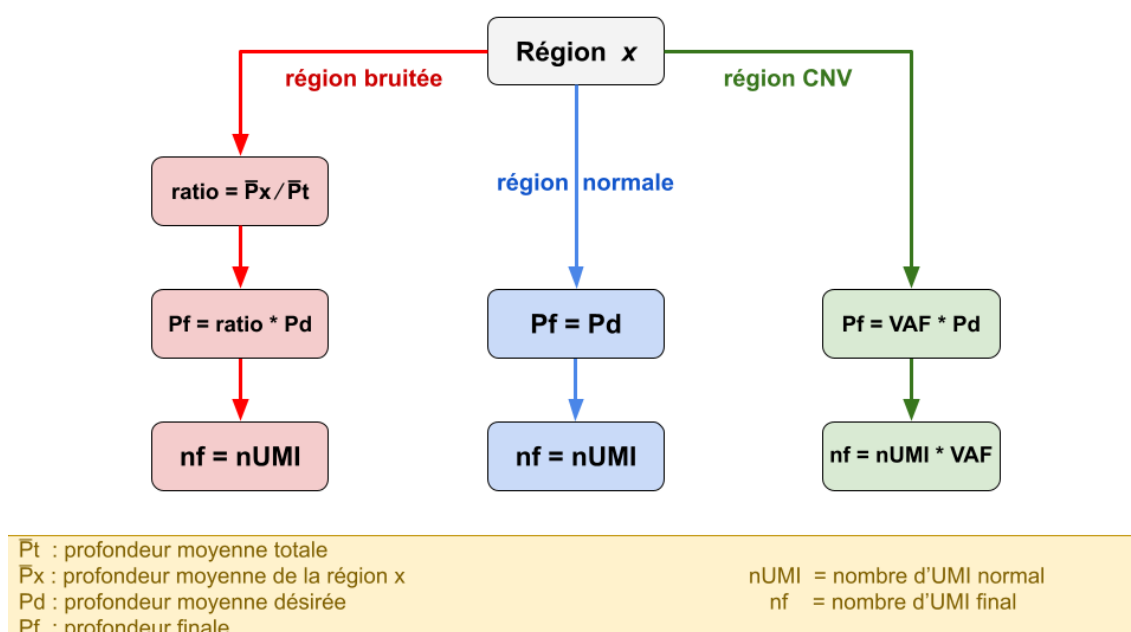 Région x
région bruitée
région CNV
ratio = P̅x / P̅t
région normale
Pf = ratio * Pd
Pf = Pd
Pf = VAF * Pd
nf = nUMI
nf = nUMI
nf = nUMI * VAF
P̅t : profondeur moyenne totale
P̅x : profondeur moyenne de la région x
nUMI = nombre d'UMI normal
Pd : profondeur moyenne désirée
nf = nombre d'UMI final
Pf : profondeur finale